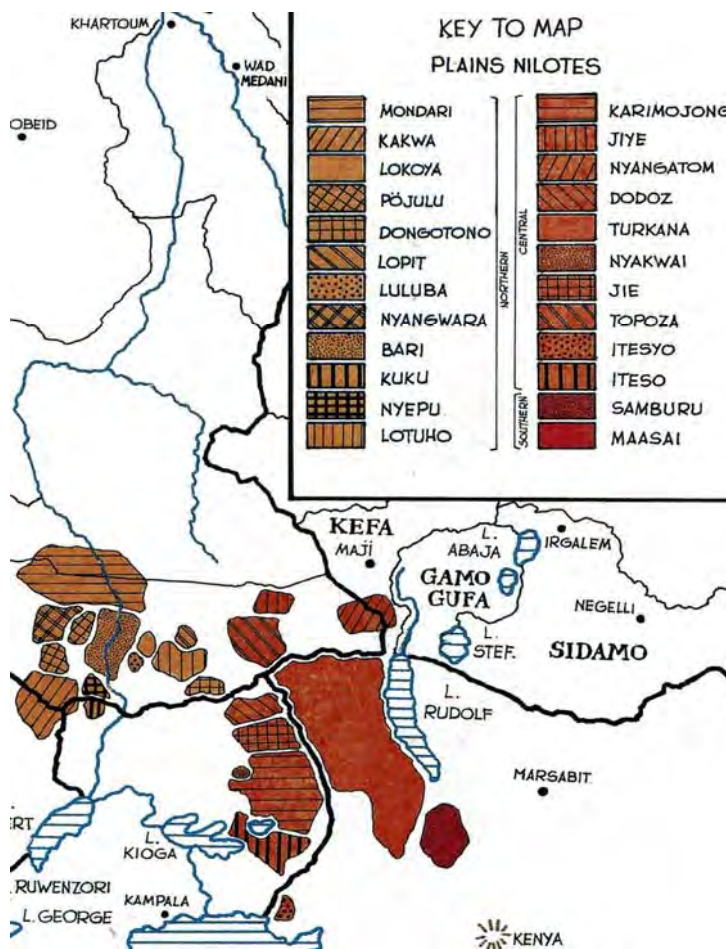 KHARTOUM
WAD
MEDANI
OBEID
KEY TO MAP
PLAINS NILOTES
MONDARI
KAKWA
LOKOYA
PÖJULU
DONGOTONO
LOPIT
LULUBA
NYANGWARA
BARI
KUKU
NYEPU
LOTUHO
NORTHERN
CENTRAL
SOUTHERN
KARIMOJONG
JIYE
NYANGATOM
DODOZ
TURKANA
NYAKWAI
JIE
TOPOZA
ITESYO
ITESO
SAMBURU
MAASAI
KEFA
MAJI
L.
ABAJA
IRGALEM
GAMO
GUFA
NEGELLI
L.
STEF.
SIDAMO
L.
RUDOLF
MARSABIT
ERT
L.
KIOGA
RUWENZORI
L. GEORGE
KAMPALA
KENYA